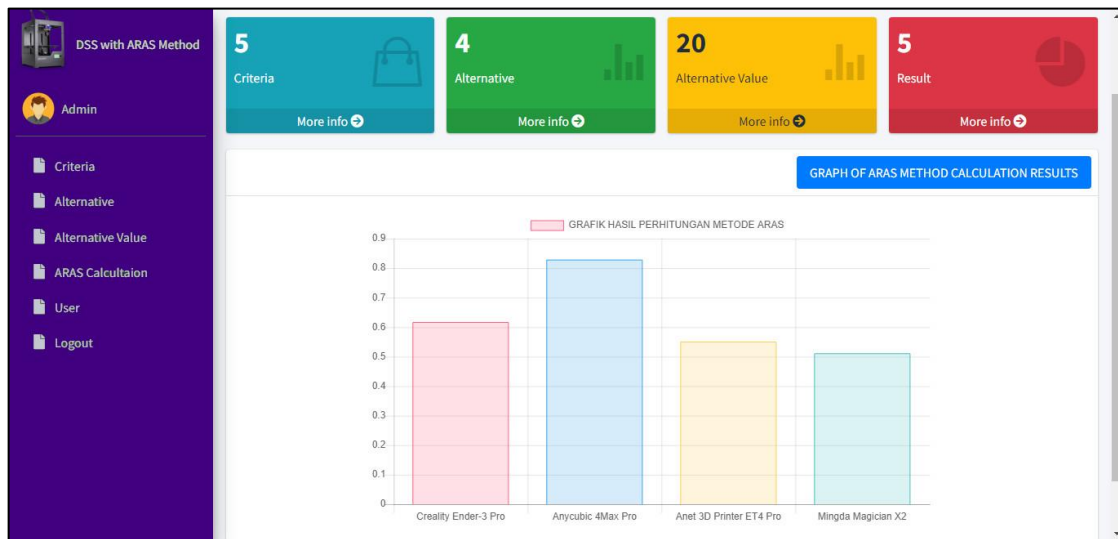 DSS with ARAS Method
Admin
Criteria
Alternative
Alternative Value
ARAS Calcultaion
User
Logout
5
Criteria
More info
4
Alternative
More info
20
Alternative Value
More info
5
Result
More info
GRAPH OF ARAS METHOD CALCULATION RESULTS
GRAFIK HASIL PERHITUNGAN METODE ARAS
0.9
0.8
0.7
0.6
0.5
0.4
0.3
0.2
0.1
0
Creality Ender-3 Pro
Anycubic 4Max Pro
Anet 3D Printer ET4 Pro
Mingda Magician X2